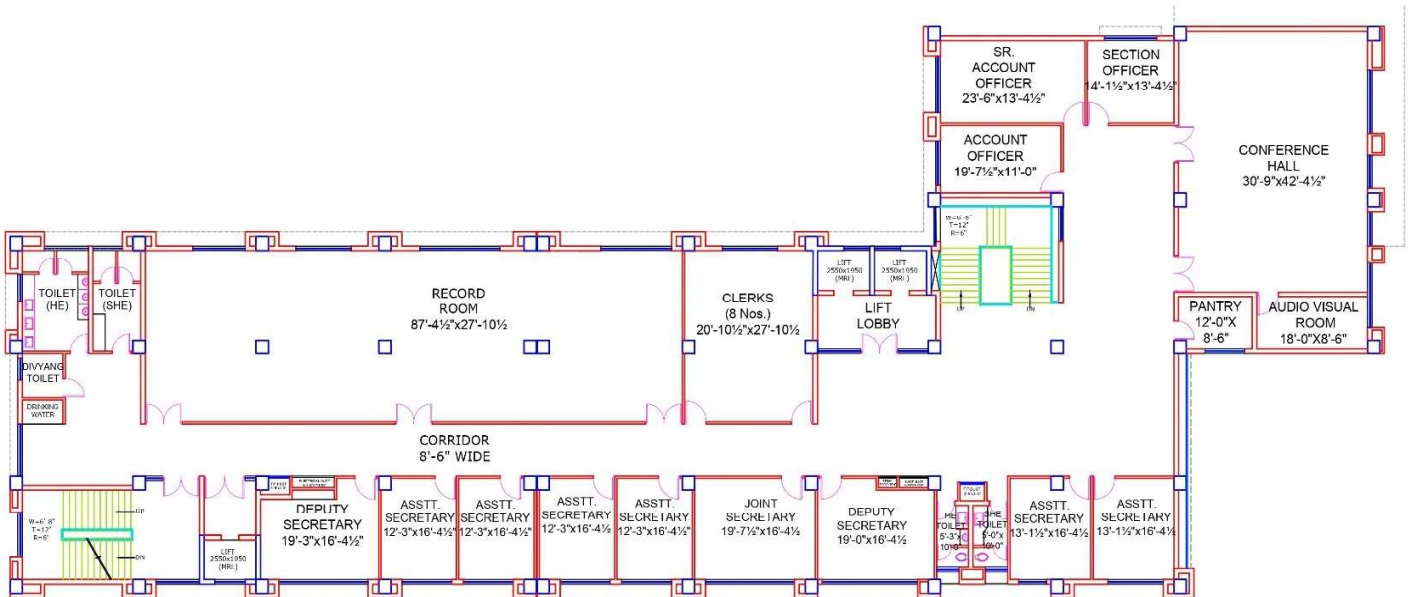 SR.
ACCOUNT
OFFICER
23'-6"x13'-4½"
SECTION
OFFICER
14'-1½"x13'-4½"
ACCOUNT
OFFICER
19'-7½"x11'-0"
CONFERENCE
HALL
30'-9"x42'-4½"
W=6'-8"
T=12"
R=6"
UP
DN
TOILET
(HE)
TOILET
(SHE)
RECORD
ROOM
87'-4½"x27'-10½
CLERKS
(8 Nos.)
20'-10½"x27'-10½
LIFT
2550x1950
(MRL)
LIFT
2550x1950
(MRL)
LIFT
LOBBY
PANTRY
12'-0"X
8'-6"
AUDIO VISUAL
ROOM
18'-0"X8'-6"
DIVYANG
TOILET
DRINKING
WATER
CORRIDOR
8'-6" WIDE
W=6'-8"
T=12"
R=6"
UP
DN
LIFT
2550x1950
(MRL)
DEPUTY
SECRETARY
19'-3"x16'-4½"
ASSTT.
SECRETARY
12'-3"x16'-4½
ASSTT.
SECRETARY
12'-3"x16'-4½
ASSTT.
SECRETARY
12'-3"x16'-4½
ASSTT.
SECRETARY
12'-3"x16'-4½
JOINT
SECRETARY
19'-7½"x16'-4½
DEPUTY
SECRETARY
19'-0"x16'-4½
HE
TOILET
5'-3"x
10'-0"
SHE
TOILET
5'-0"x
10'-0"
ASSTT.
SECRETARY
13'-1½"x16'-4½
ASSTT.
SECRETARY
13'-1½"x16'-4½